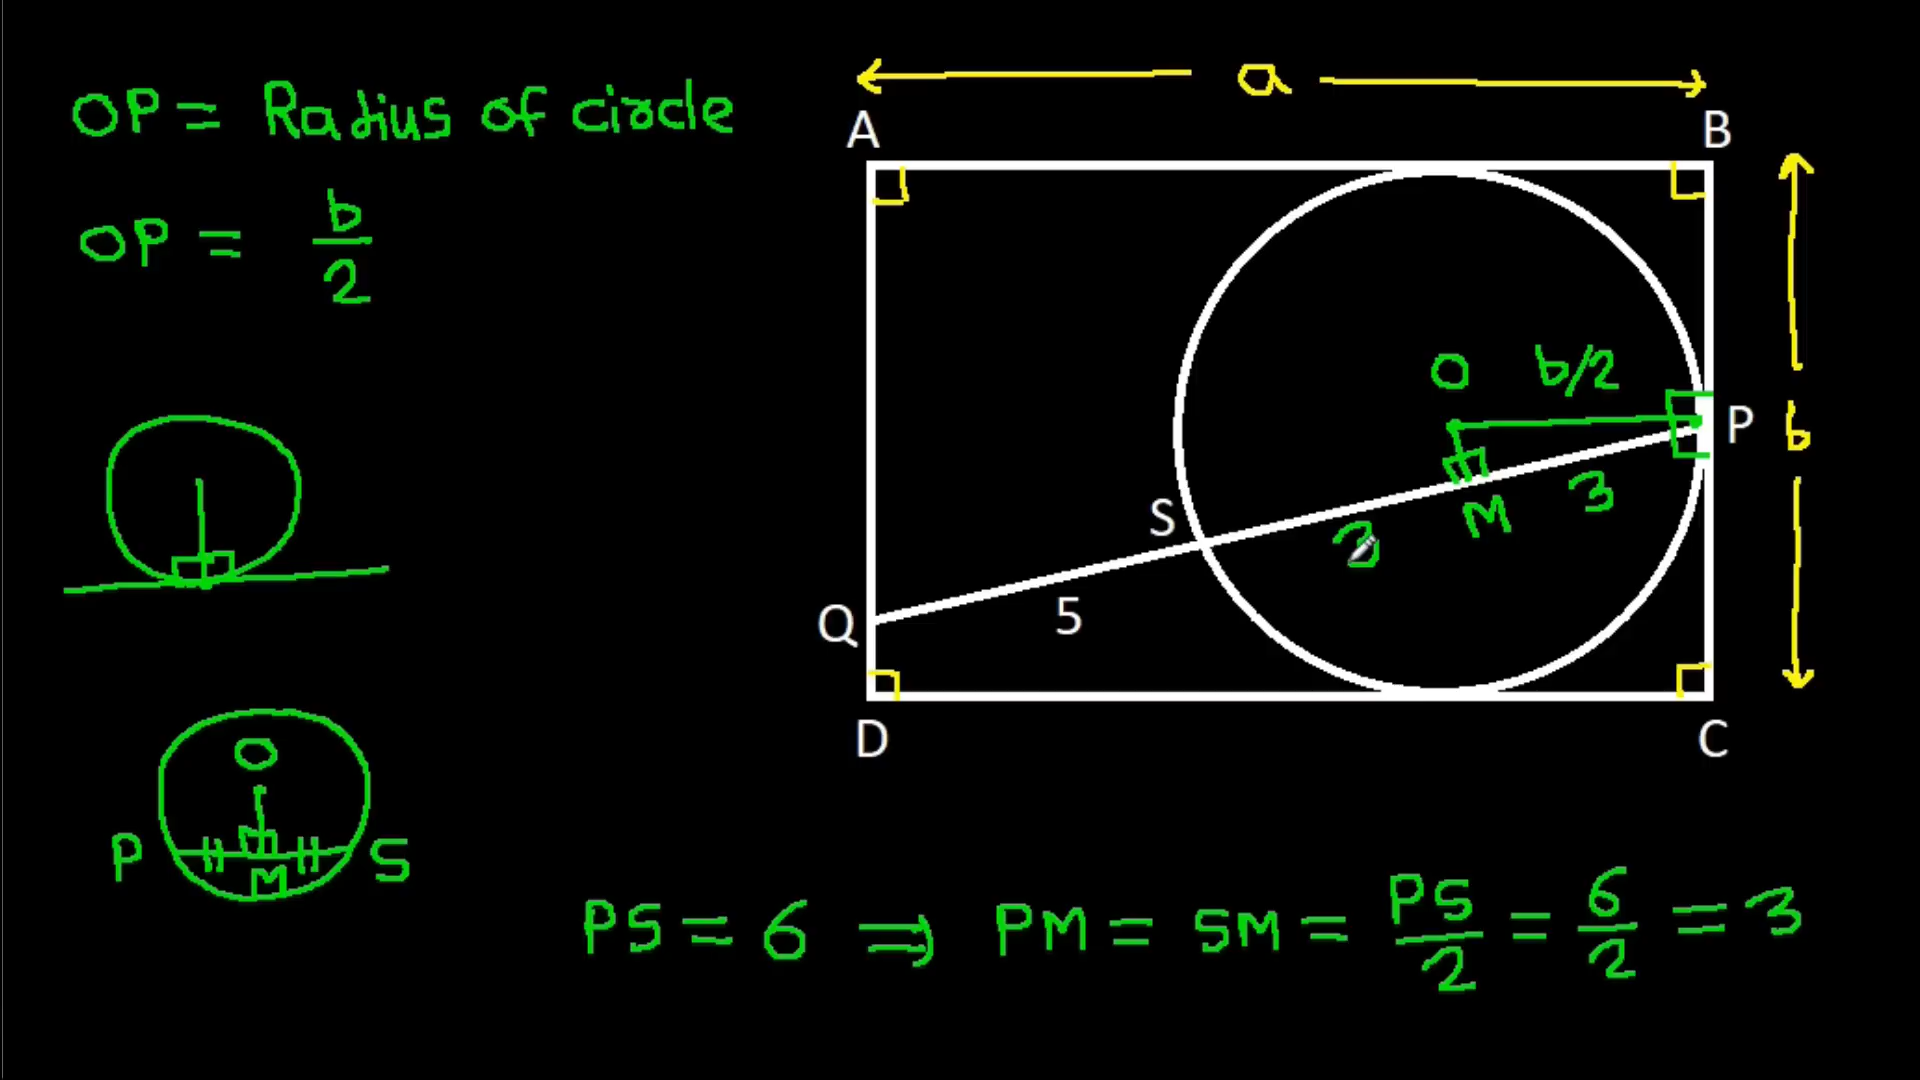 OP = Radius of circle
OP = b/2
a
A
B
b
O b/2
P
S
M
3
3
Q
5
D
C
O
P
M
S
PS = 6 ⇒ PM = SM = PS/2 = 6/2 = 3